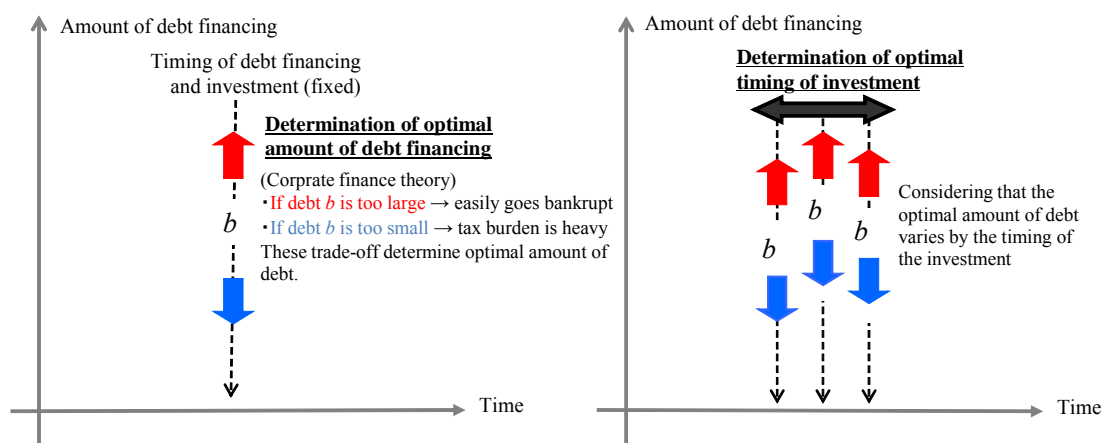 Amount of debt financing
Timing of debt financing
and investment (fixed)
Determination of optimal
amount of debt financing
(Corprate finance theory)
・If debt b is too large → easily goes bankrupt
・If debt b is too small → tax burden is heavy
These trade-off determine optimal amount of
debt.
b
Time
Amount of debt financing
Determination of optimal
timing of investment
b
b
b
Considering that the
optimal amount of debt
varies by the timing of
the investment
Time